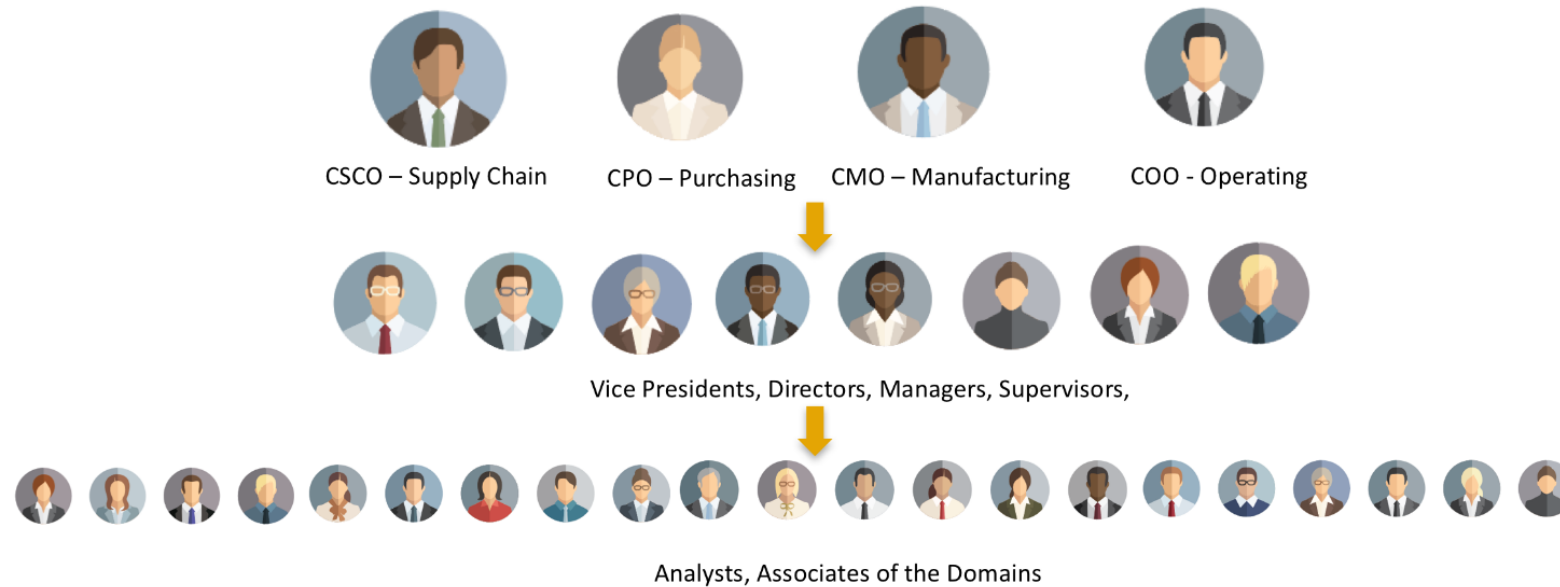 CSCO – Supply Chain
CPO – Purchasing
CMO – Manufacturing
COO - Operating
Vice Presidents, Directors, Managers, Supervisors,
Analysts, Associates of the Domains